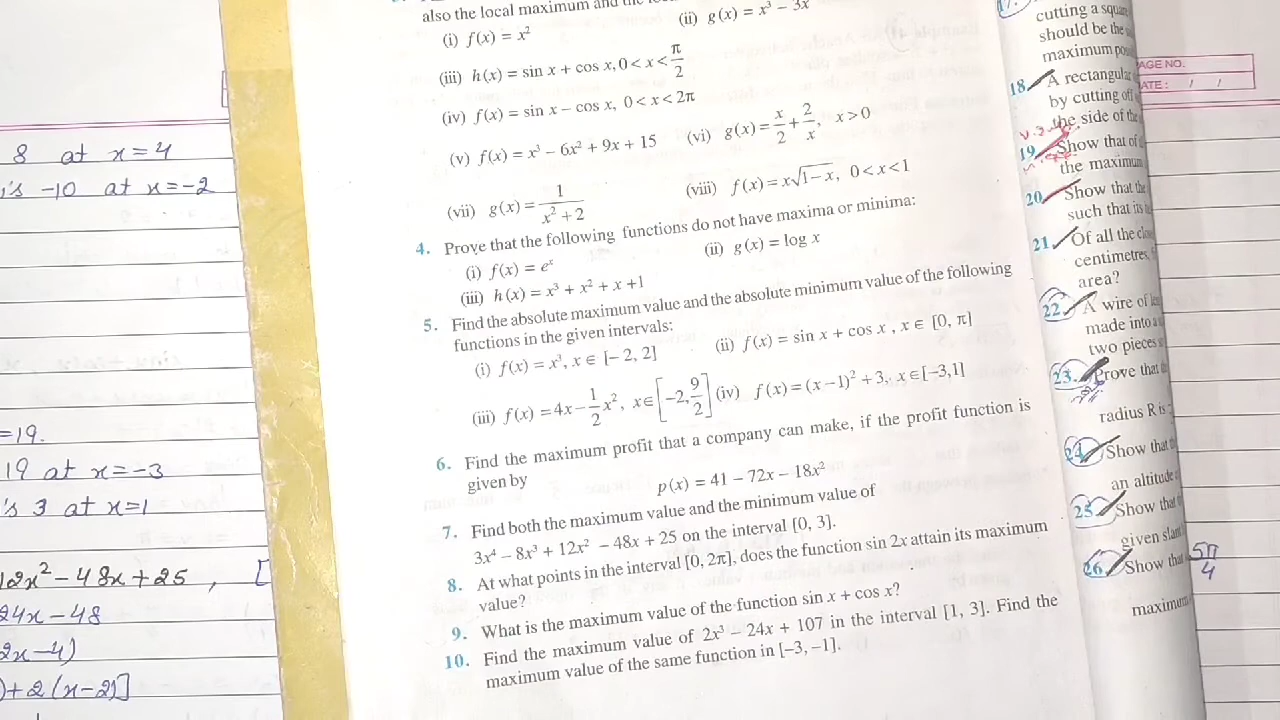 also the local maximum and the
(i) f(x) = x² (ii) g(x) = x³ – 3x
(iii) h(x) = sin x + cos x, 0 < x < π/2
(iv) f(x) = sin x – cos x, 0 < x < 2π
(v) f(x) = x³ – 6x² + 9x + 15 (vi) g(x) = x/2 + 2/x, x > 0
(vii) g(x) = 1/(x² + 2) (viii) f(x) = x√(1–x), 0 < x < 1
4. Prove that the following functions do not have maxima or minima:
(i) f(x) = eˣ (ii) g(x) = log x
(iii) h(x) = x³ + x² + x + 1
5. Find the absolute maximum value and the absolute minimum value of the following
functions in the given intervals:
(i) f(x) = x³, x ∈ [– 2, 2] (ii) f(x) = sin x + cos x , x ∈ [0, π]
(iii) f(x) = 4x – 1/2 x², x ∈ [–2, 9/2] (iv) f(x) = (x – 1)² + 3, x ∈ [–3, 1]
6. Find the maximum profit that a company can make, if the profit function is
given by
p(x) = 41 – 72x – 18x²
7. Find both the maximum value and the minimum value of
3x⁴ – 8x³ + 12x² – 48x + 25 on the interval [0, 3].
8. At what points in the interval [0, 2π], does the function sin 2x attain its maximum
value?
9. What is the maximum value of the function sin x + cos x?
10. Find the maximum value of 2x³ – 24x + 107 in the interval [1, 3]. Find the
maximum value of the same function in [–3, –1].
17.
cutting a square
should be the
maximum
18. A rectangular
by cutting off
the side of the
19. Show that of
the maximum
20. Show that the
such that its
21. Of all the
centimetres,
area?
22. A wire of
made into a
two pieces
23. Prove that
radius R is
24. Show that
an altitude
25. Show that
given slant
26. Show that
maximum
8 at x=4
's -10 at x=-2
=19.
19 at x=-3
's 3 at x=1
12x²-48x+25 , [
24x-48
2x-4)
)+2(x-2)]
5π/4
AGE NO.
ATE: / /